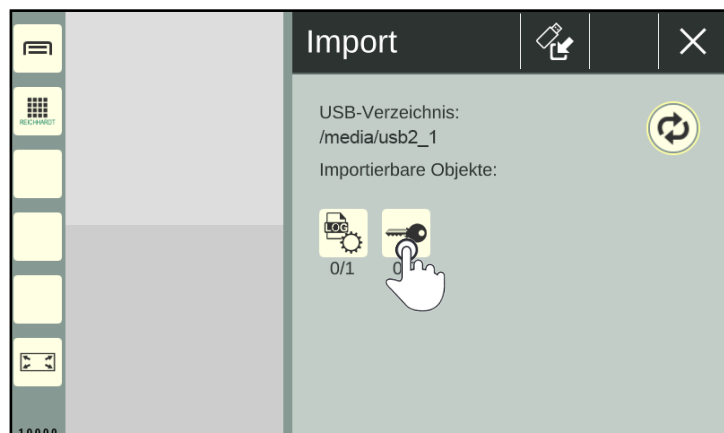 Import
REICHHARDT
USB-Verzeichnis:
/media/usb2_1
Importierbare Objekte:
LOG
0/1